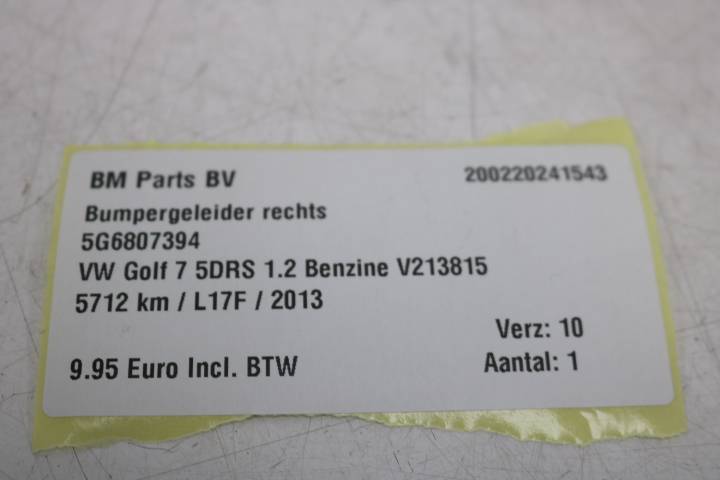 BM Parts BV 200220241543
Bumpergeleider rechts
5G6807394
VW Golf 7 5DRS 1.2 Benzine V213815
5712 km / L17F / 2013
Verz: 10
9.95 Euro Incl. BTW Aantal: 1